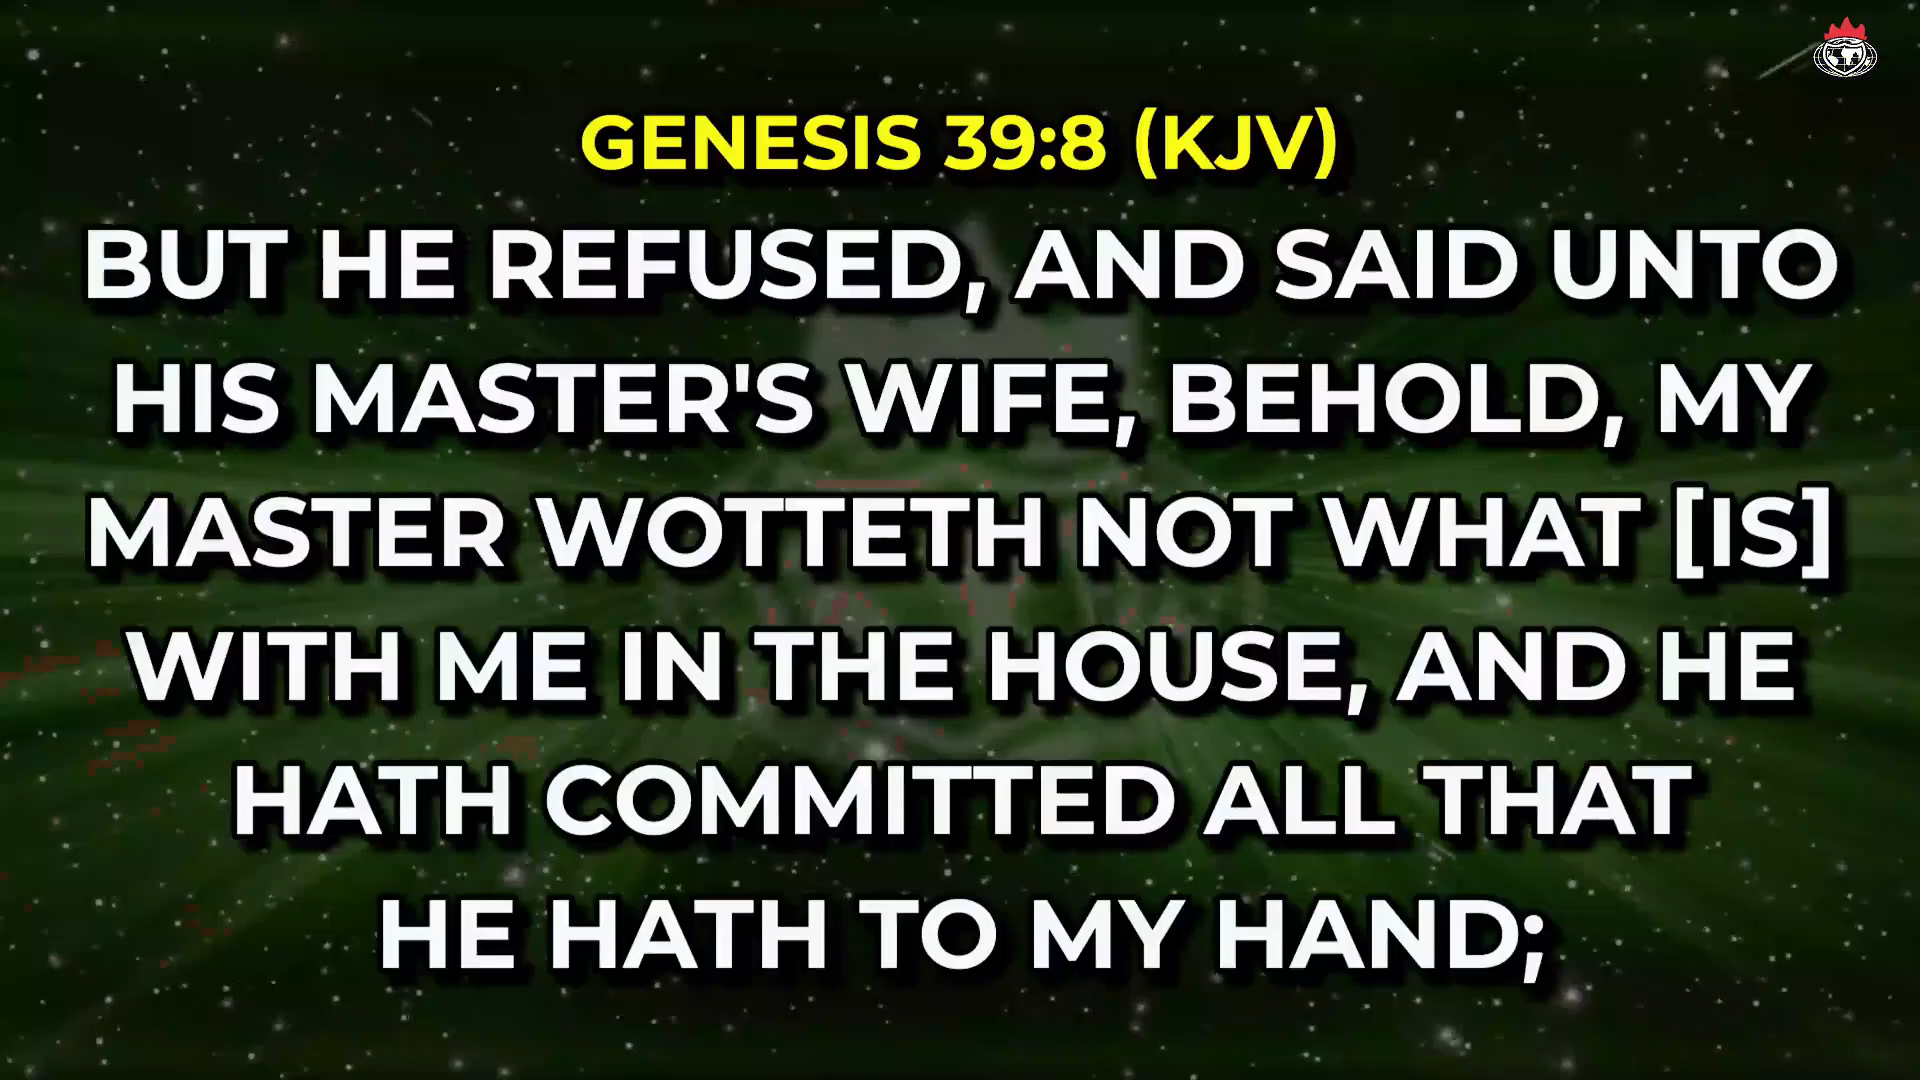 GENESIS 39:8 (KJV)
BUT HE REFUSED, AND SAID UNTO
HIS MASTER'S WIFE, BEHOLD, MY
MASTER WOTTETH NOT WHAT [IS]
WITH ME IN THE HOUSE, AND HE
HATH COMMITTED ALL THAT
HE HATH TO MY HAND;